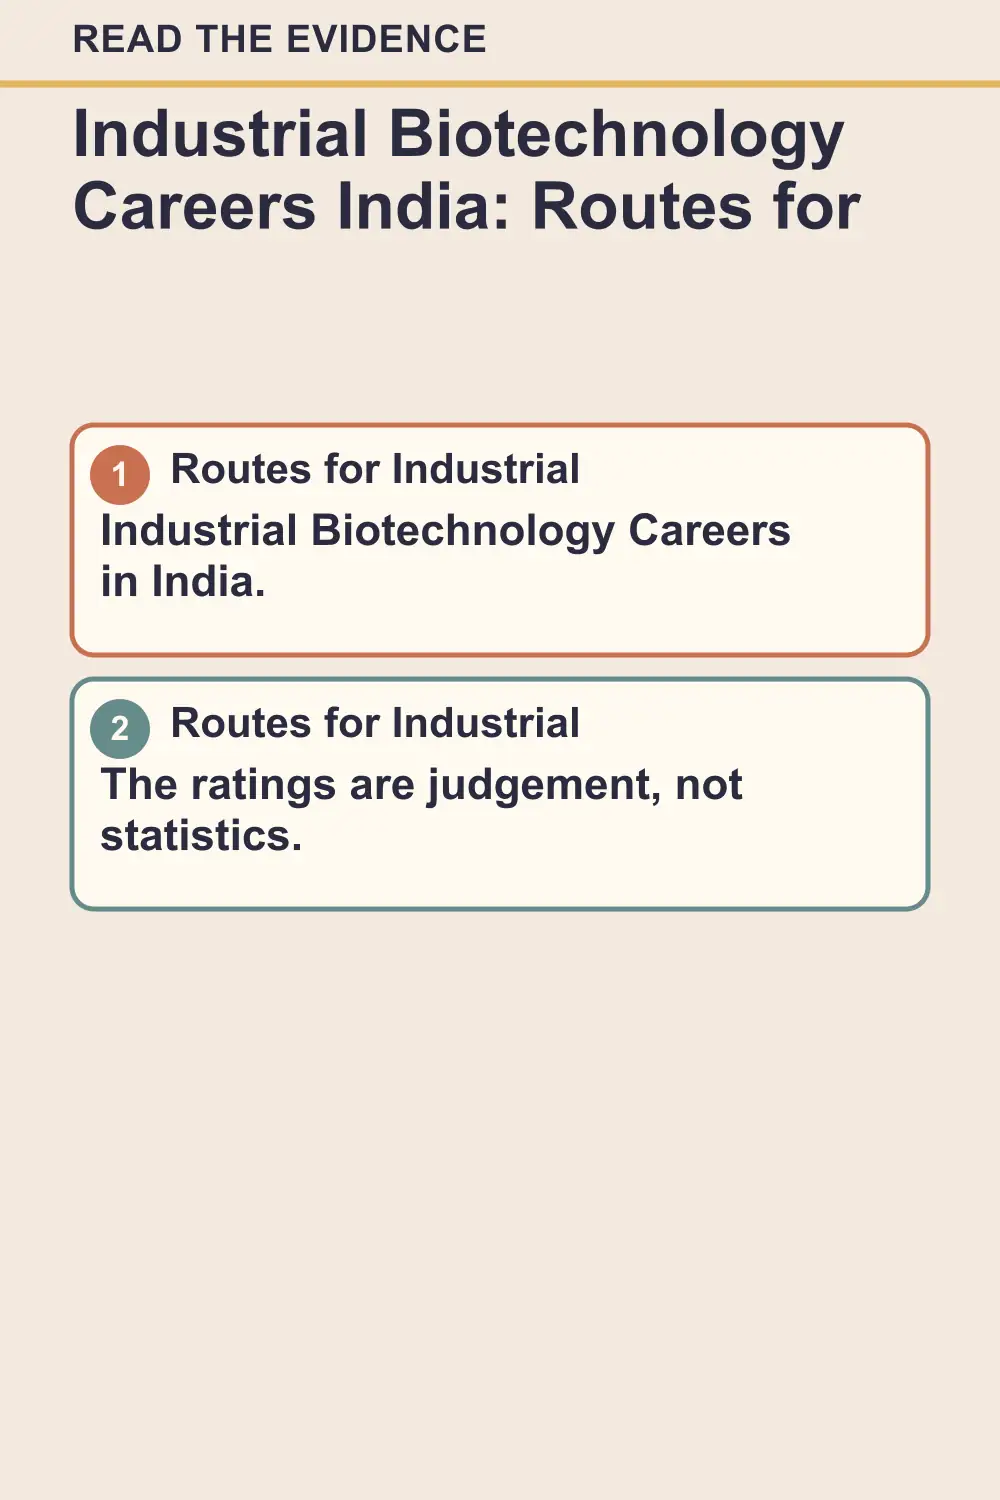 READ THE EVIDENCE
Industrial Biotechnology
Careers India: Routes for
1 Routes for Industrial
Industrial Biotechnology Careers
in India.
2 Routes for Industrial
The ratings are judgement, not
statistics.